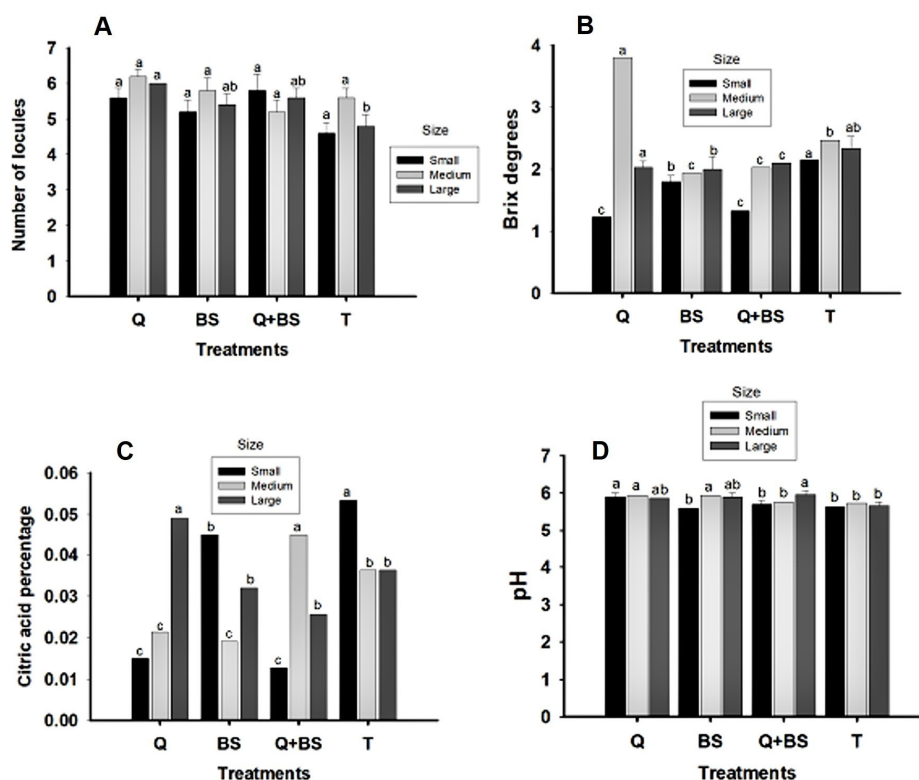 A
Number of locules
7
6
5
4
3
2
1
0
a a a
a a ab
a a ab
a a b
Q BS Q+BS T
Treatments
Size
Small
Medium
Large
B
Brix degrees
4
3
2
1
0
c a a
b c b
c c c
a b ab
Q BS Q+BS T
Treatments
Size
Small
Medium
Large
C
Citric acid percentage
0.06
0.05
0.04
0.03
0.02
0.01
0.00
c c a
b c b
c a b
a b b
Q BS Q+BS T
Treatments
Size
Small
Medium
Large
D
pH
7
6
5
4
3
2
1
0
a a ab
b a ab
b b a
b b b
Q BS Q+BS T
Treatments
Size
Small
Medium
Large